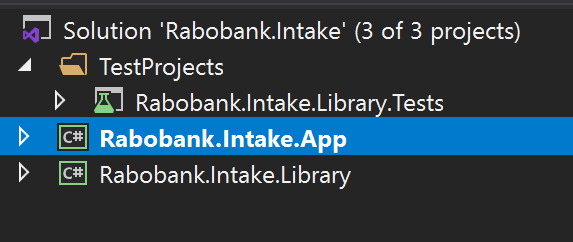 Solution 'Rabobank.Intake' (3 of 3 projects)
TestProjects
Rabobank.Intake.Library.Tests
C# Rabobank.Intake.App
C# Rabobank.Intake.Library